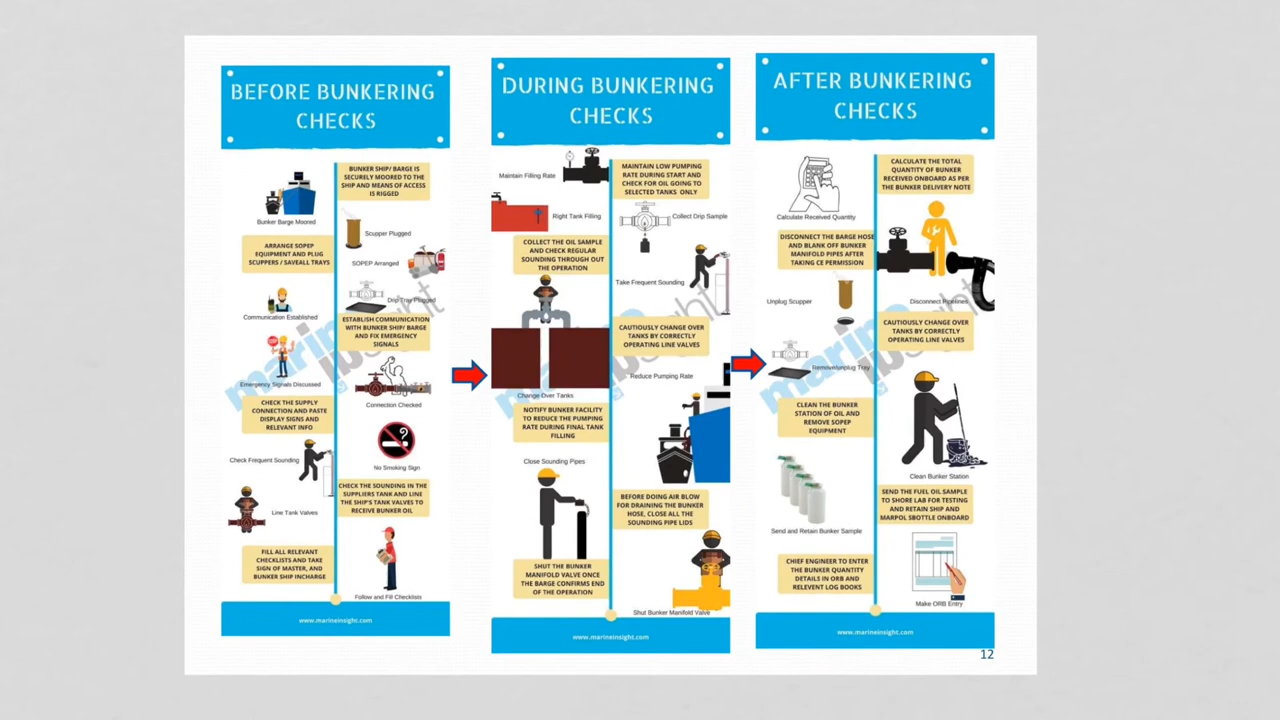 BEFORE BUNKERING
CHECKS
BUNKER SHIP/ BARGE IS
SECURELY MOORED TO THE
SHIP AND MEANS OF ACCESS
IS RIGGED
Bunker Barge Moored
Scupper Plugged
ARRANGE SOPEP
EQUIPMENT AND PLUG
SCUPPERS / SAVEALL TRAYS
SOPEP Arranged
Drip Tray Plugged
Communication Established
ESTABLISH COMMUNICATION
WITH BUNKER SHIP/ BARGE
AND FIX EMERGENCY
SIGNALS
STOP
Emergency Signals Discussed
Connection Checked
CHECK THE SUPPLY
CONNECTION AND PASTE
DISPLAY SIGNS AND
RELEVANT INFO
Check Frequent Sounding
No Smoking Sign
CHECK THE SOUNDING IN THE
SUPPLIERS TANK AND LINE
THE SHIP'S TANK VALVES TO
RECEIVE BUNKER OIL
Line Tank Valves
FILL ALL RELEVANT
CHECKLISTS AND TAKE
SIGN OF MASTER, AND
BUNKER SHIP INCHARGE
Follow and Fill Checklists
www.marineinsight.com
DURING BUNKERING
CHECKS
Maintain Filling Rate
MAINTAIN LOW PUMPING
RATE DURING START AND
CHECK FOR OIL GOING TO
SELECTED TANKS ONLY
Right Tank Filling
Collect Drip Sample
COLLECT THE OIL SAMPLE
AND CHECK REGULAR
SOUNDING THROUGH OUT
THE OPERATION
Take Frequent Sounding
CAUTIOUSLY CHANGE OVER
TANKS BY CORRECTLY
OPERATING LINE VALVES
Reduce Pumping Rate
Change Over Tanks
NOTIFY BUNKER FACILITY
TO REDUCE THE PUMPING
RATE DURING FINAL TANK
FILLING
Close Sounding Pipes
BEFORE DOING AIR BLOW
FOR DRAINING THE BUNKER
HOSE, CLOSE ALL THE
SOUNDING PIPE LIDS
SHUT THE BUNKER
MANIFOLD VALVE ONCE
THE BARGE CONFIRMS END
OF THE OPERATION
Shut Bunker Manifold Valve
www.marineinsight.com
AFTER BUNKERING
CHECKS
CALCULATE THE TOTAL
QUANTITY OF BUNKER
RECEIVED ONBOARD AS PER
THE BUNKER DELIVERY NOTE
Calculate Received Quantity
DISCONNECT THE BARGE HOSE
AND BLANK OFF BUNKER
MANIFOLD PIPES AFTER
TAKING CE PERMISSION
Unplug Scupper
Disconnect Pipelines
CAUTIOUSLY CHANGE OVER
TANKS BY CORRECTLY
OPERATING LINE VALVES
Remove/unplug Tray
CLEAN THE BUNKER
STATION OF OIL AND
REMOVE SOPEP
EQUIPMENT
Clean Bunker Station
SEND THE FUEL OIL SAMPLE
TO SHORE LAB FOR TESTING
AND RETAIN SHIP AND
MARPOL SBOTTLE ONBOARD
Send and Retain Bunker Sample
CHIEF ENGINEER TO ENTER
THE BUNKER QUANTITY
DETAILS IN ORB AND
RELEVENT LOG BOOKS
Make ORB Entry
www.marineinsight.com
12